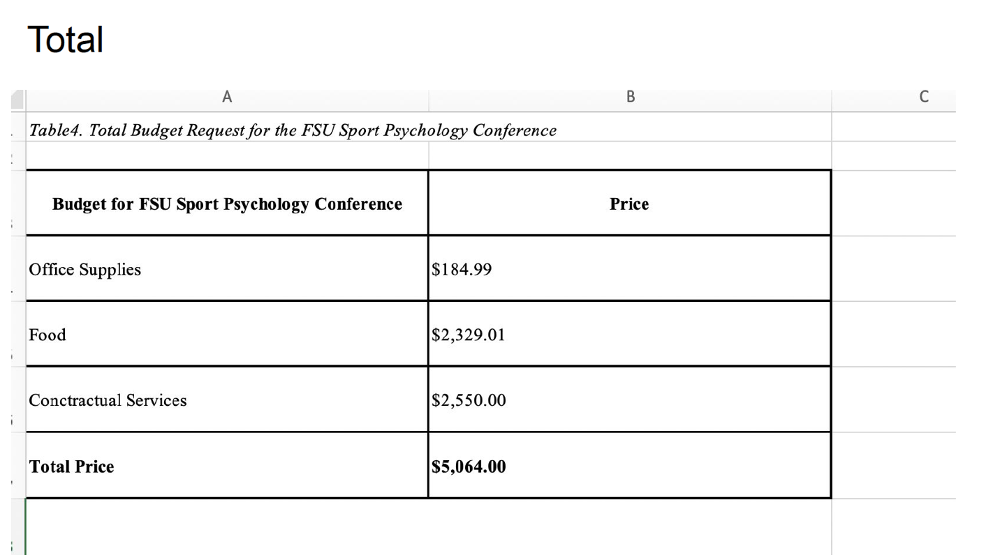 Total
A B C
Table4. Total Budget Request for the FSU Sport Psychology Conference
Budget for FSU Sport Psychology Conference Price
Office Supplies $184.99
Food $2,329.01
Conctractual Services $2,550.00
Total Price $5,064.00